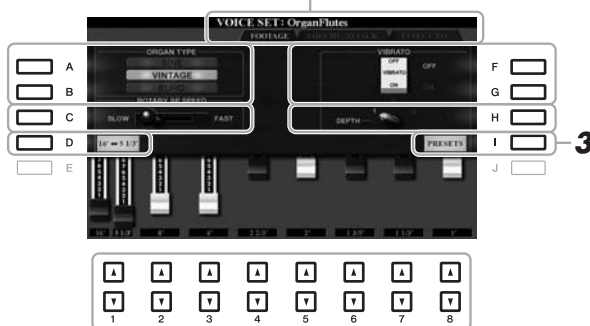 VOICE SET: OrganFlutes
FOOTAGE VOLUME/ATTACK EFFECT/EQ
ORGAN TYPE
SINE
VINTAGE
EURO
ROTARY SP SPEED
SLOW FAST
16' ↔ 5 1/3'
VIBRATO
OFF
VIBRATO
ON
OFF
ON
DEPTH
PRESETS
A
B
C
D
E
F
G
H
I
J
3
16' 5 1/3' 8' 4' 2 2/3' 2' 1 3/5' 1 1/3' 1'
1 2 3 4 5 6 7 8